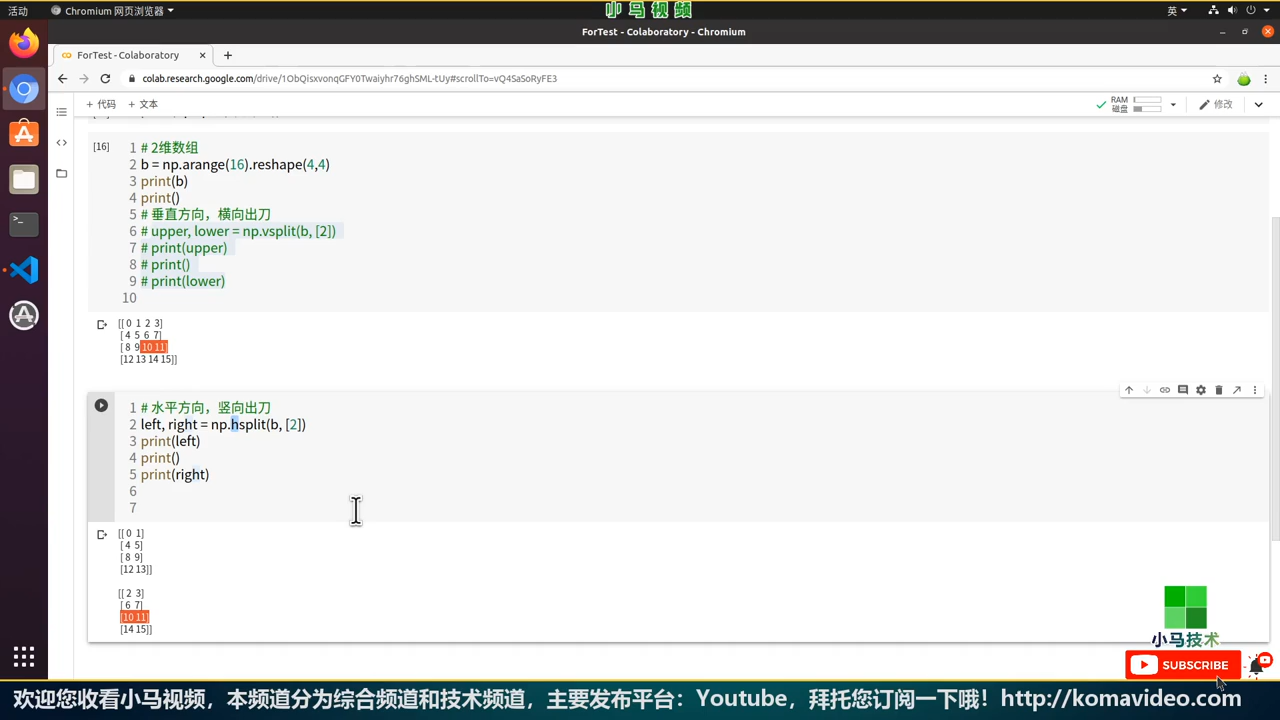 活动
Chromium 网页浏览器
小马视频
英
ForTest - Colaboratory - Chromium
ForTest - Colaboratory
colab.research.google.com/drive/1ObQisxvonqGFY0Twaiyhr76ghSML-tUy#scrollTo=vQ4SaSoRyFE3
+ 代码 + 文本
RAM
磁盘
修改
[16]
1 # 2维数组
2 b = np.arange(16).reshape(4,4)
3 print(b)
4 print()
5 # 垂直方向，横向出刀
6 # upper, lower = np.vsplit(b, [2])
7 # print(upper)
8 # print()
9 # print(lower)
10
[[ 0 1 2 3]
[ 4 5 6 7]
[ 8 9 10 11]
[12 13 14 15]]
1 # 水平方向，竖向出刀
2 left, right = np.hsplit(b, [2])
3 print(left)
4 print()
5 print(right)
6
7
[[ 0 1]
[ 4 5]
[ 8 9]
[12 13]]
[[ 2 3]
[ 6 7]
[10 11]
[14 15]]
小马技术
SUBSCRIBE
欢迎您收看小马视频，本频道分为综合频道和技术频道，主要发布平台：Youtube，拜托您订阅一下哦！http://komavideo.com